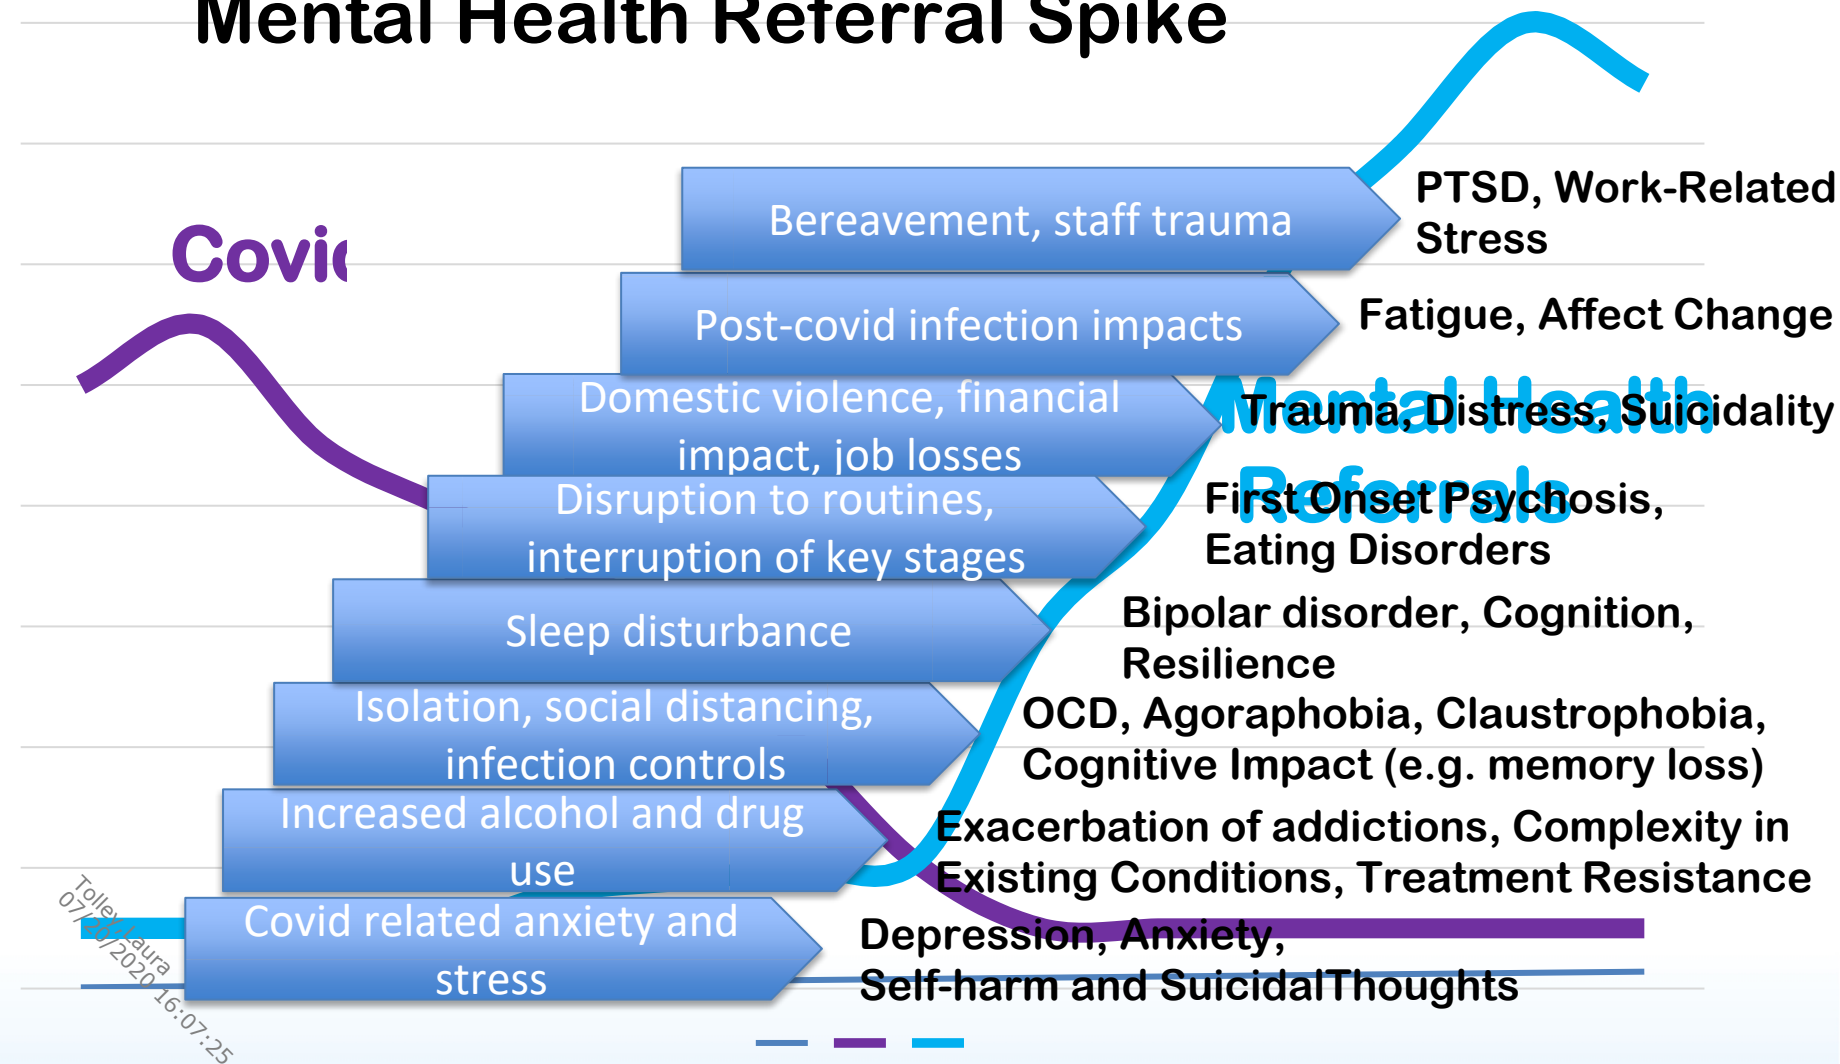 Mental Health Referral Spike
Bereavement, staff trauma
PTSD, Work-Related
Stress
Covid
Post-covid infection impacts
Fatigue, Affect Change
Domestic violence, financial
impact, job losses
Trauma, Distress, Suicidality
Mental Health
Referrals
Disruption to routines,
interruption of key stages
First Onset Psychosis,
Eating Disorders
Sleep disturbance
Bipolar disorder, Cognition,
Resilience
Isolation, social distancing,
infection controls
OCD, Agoraphobia, Claustrophobia,
Cognitive Impact (e.g. memory loss)
Increased alcohol and drug
use
Exacerbation of addictions, Complexity in
Existing Conditions, Treatment Resistance
Covid related anxiety and
stress
Depression, Anxiety,
Self-harm and SuicidalThoughts
Tolley, Laura
07/20/2020 16:07:25